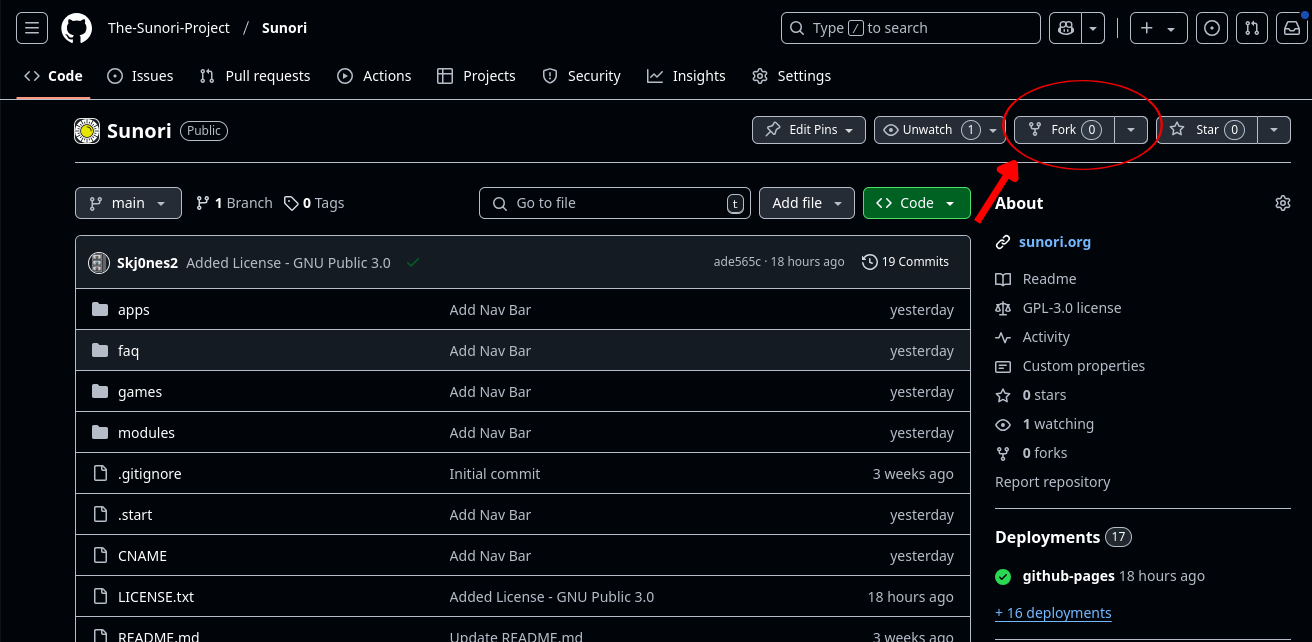 The-Sunori-Project / Sunori
Type / to search
Code Issues Pull requests Actions Projects Security Insights Settings
Sunori Public
Edit Pins Unwatch 1 Fork 0 Star 0
main 1 Branch 0 Tags
Go to file t Add file Code
Skj0nes2 Added License - GNU Public 3.0 ade565c · 18 hours ago 19 Commits
apps Add Nav Bar yesterday
faq Add Nav Bar yesterday
games Add Nav Bar yesterday
modules Add Nav Bar yesterday
.gitignore Initial commit 3 weeks ago
.start Add Nav Bar yesterday
CNAME Add Nav Bar yesterday
LICENSE.txt Added License - GNU Public 3.0 18 hours ago
README.md Update README.md 3 weeks ago
About
sunori.org
Readme
GPL-3.0 license
Activity
Custom properties
0 stars
1 watching
0 forks
Report repository
Deployments 17
github-pages 18 hours ago
+ 16 deployments